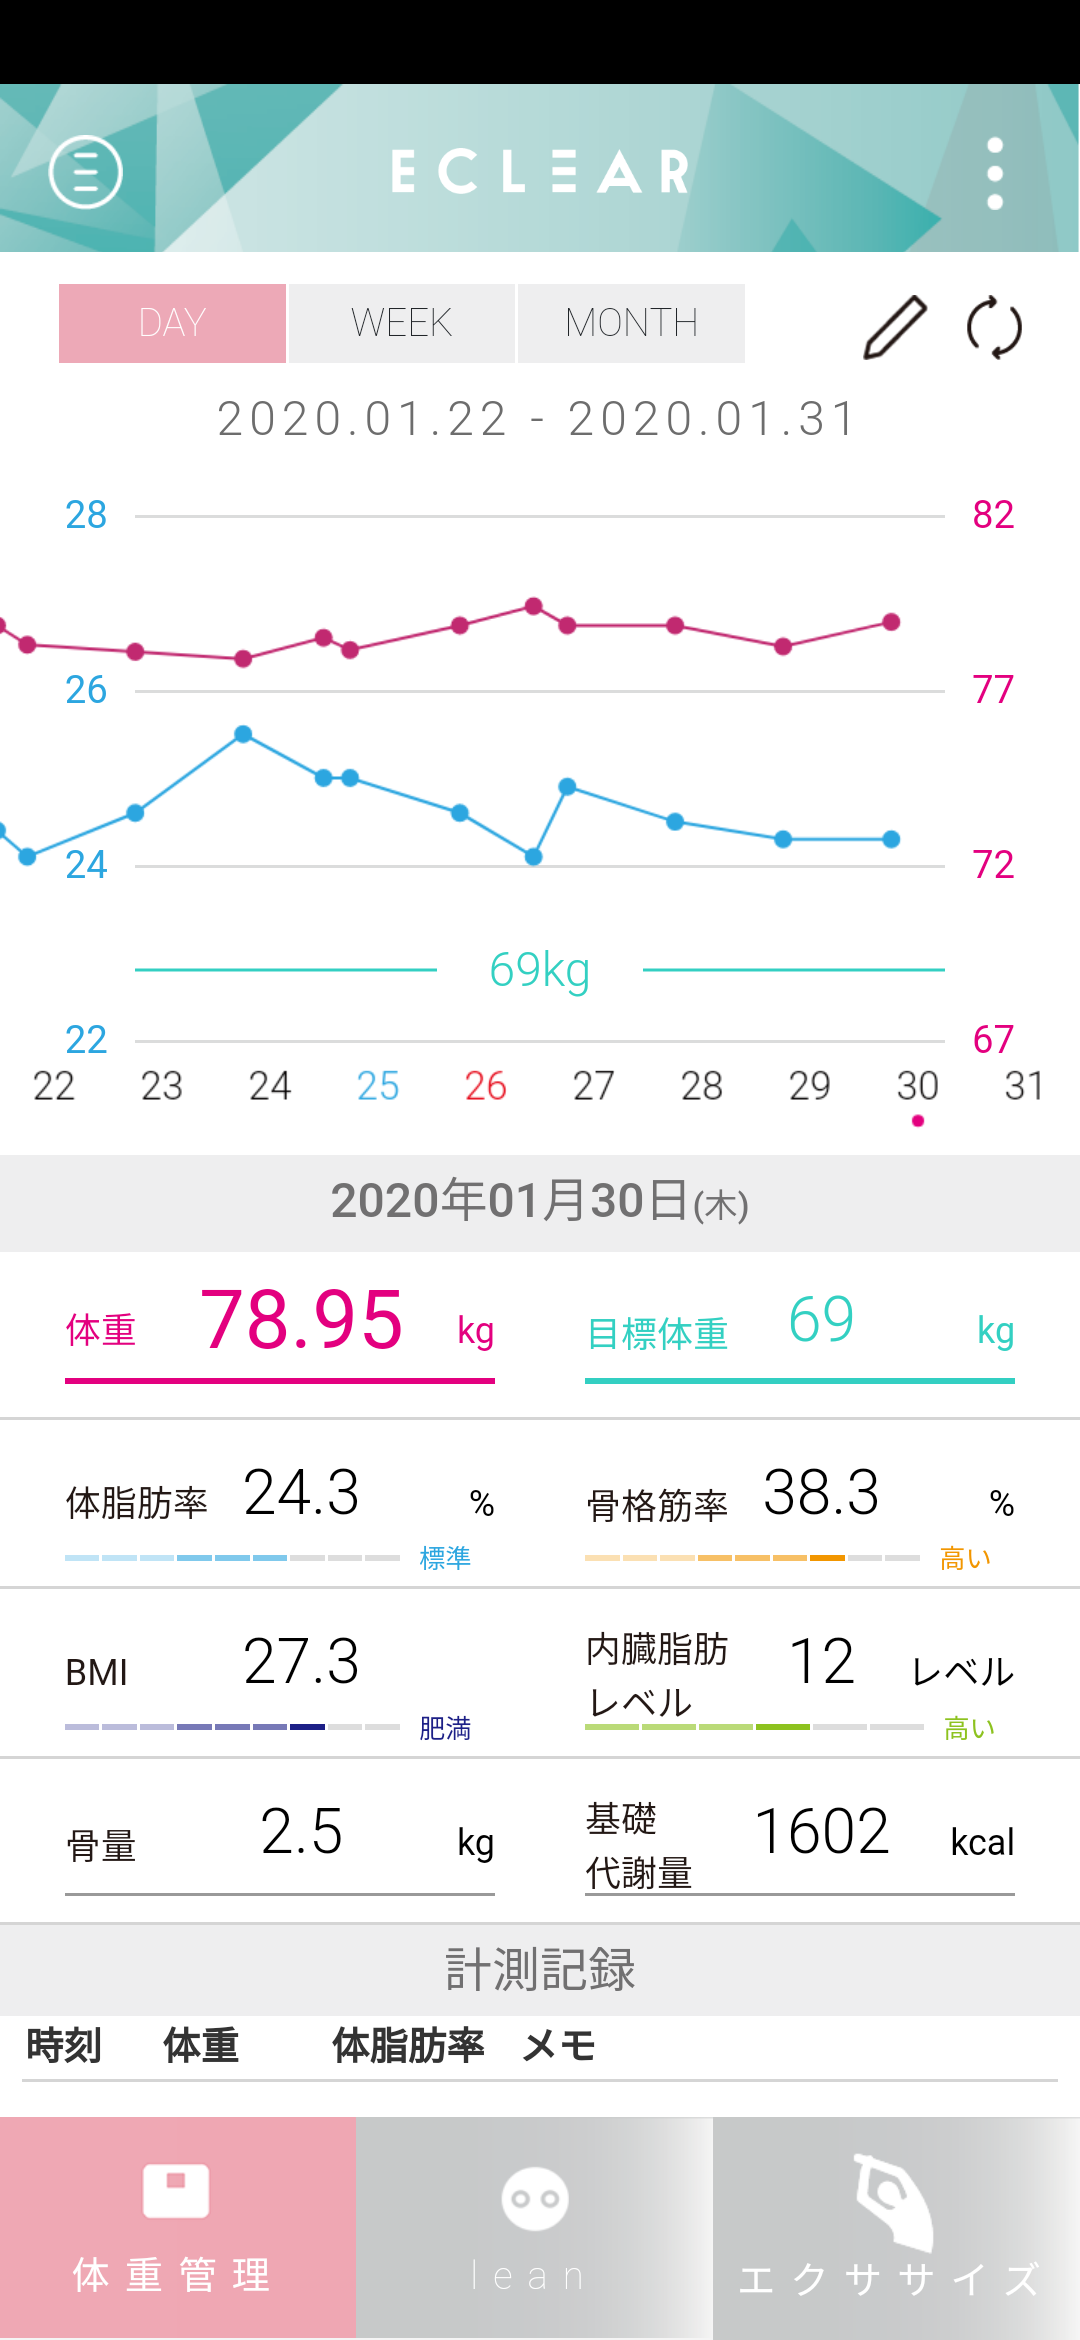 ECLEAR
DAY WEEK MONTH
2020.01.22 - 2020.01.31
28 82
26 77
24 72
69kg
22 67
22 23 24 25 26 27 28 29 30 31
2020年01月30日(木)
体重 78.95 kg 目標体重 69 kg
体脂肪率 24.3 % 骨格筋率 38.3 %
標準 高い
BMI 27.3 内臓脂肪レベル 12 レベル
肥満 高い
骨量 2.5 kg 基礎代謝量 1602 kcal
計測記録
時刻 体重 体脂肪率 メモ
体重管理 lean エクササイズ